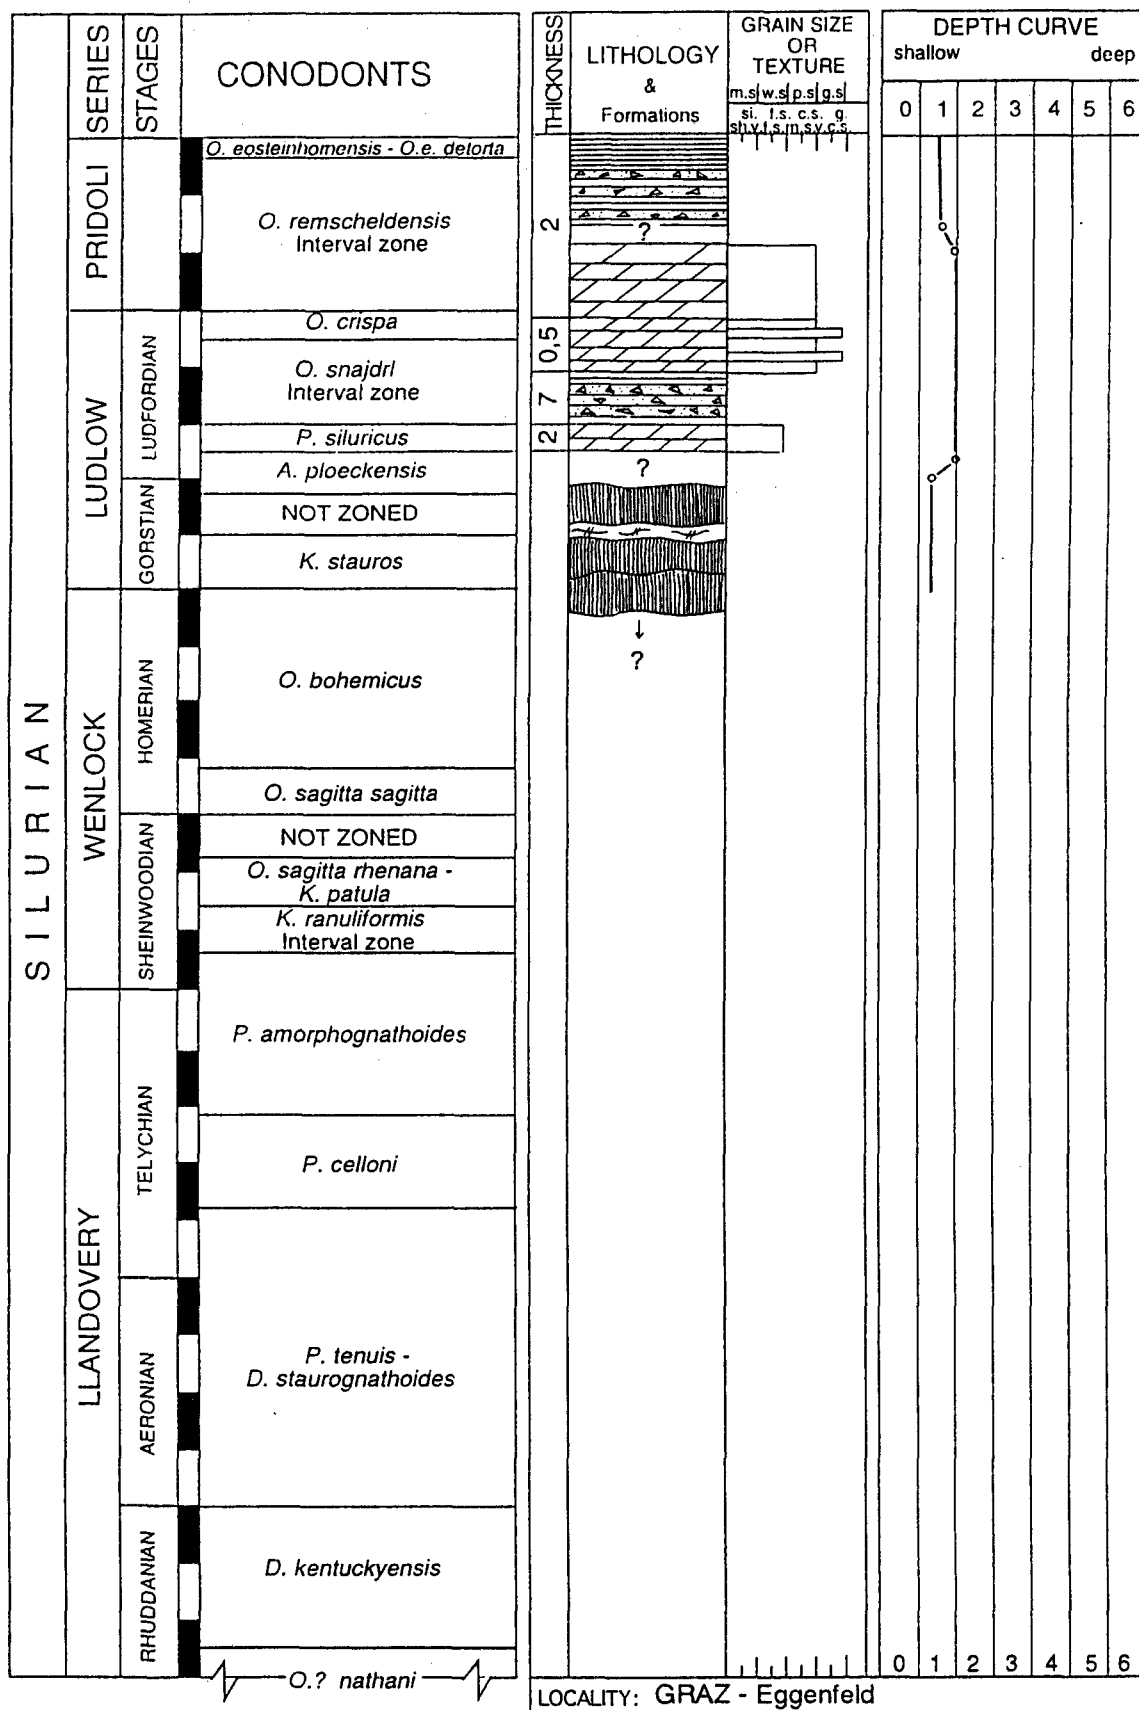 SERIES
STAGES
CONODONTS
THICKNESS
LITHOLOGY
&
Formations
GRAIN SIZE
OR
TEXTURE
m.s w.s p.s g.s
si. f.s. c.s. g.
sh. v.f.s. m.s. v.c.s.
DEPTH CURVE
shallow deep
0 1 2 3 4 5 6
SILURIAN
PRIDOLI
O. eosteinhornensis - O.e. detorta
O. remscheldensis
Interval zone
2
?
LUDLOW
LUDFORDIAN
O. crispa
0,5
O. snajdrl
Interval zone
7
P. siluricus
2
A. ploeckensis
?
GORSTIAN
NOT ZONED
K. stauros
WENLOCK
HOMERIAN
O. bohemicus
?
O. sagitta sagitta
SHEINWOODIAN
NOT ZONED
O. sagitta rhenana -
K. patula
K. ranuliformis
Interval zone
P. amorphognathoides
LLANDOVERY
TELYCHIAN
P. celloni
AERONIAN
P. tenuis -
D. staurognathoides
RHUDDANIAN
D. kentuckyensis
O.? nathani
0 1 2 3 4 5 6
LOCALITY: GRAZ - Eggenfeld